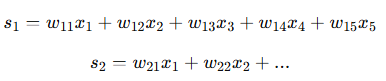 s₁ = w₁₁x₁ + w₁₂x₂ + w₁₃x₃ + w₁₄x₄ + w₁₅x₅
s₂ = w₂₁x₁ + w₂₂x₂ + ...